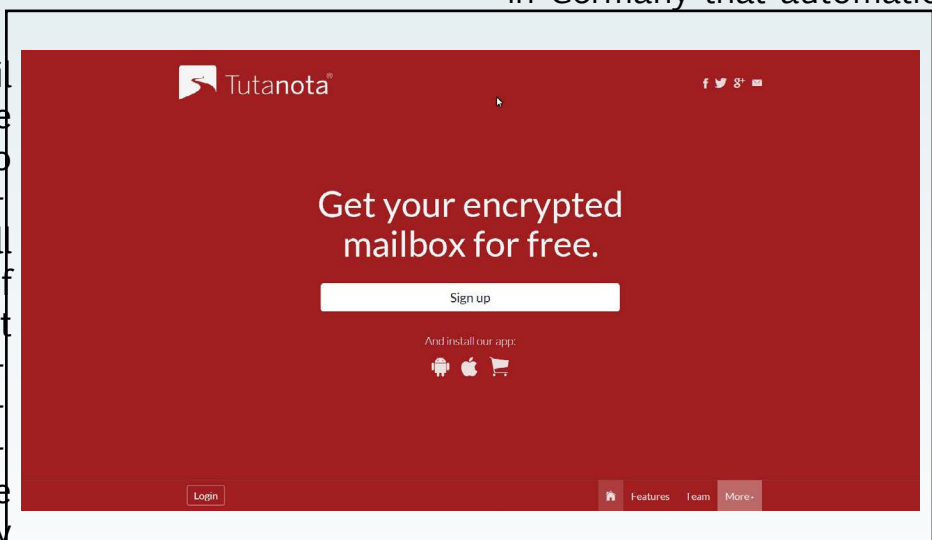 in Germany that automatic
Tutanota®
f g+
Get your encrypted
mailbox for free.
Sign up
And install our app:
Login
Features Team More